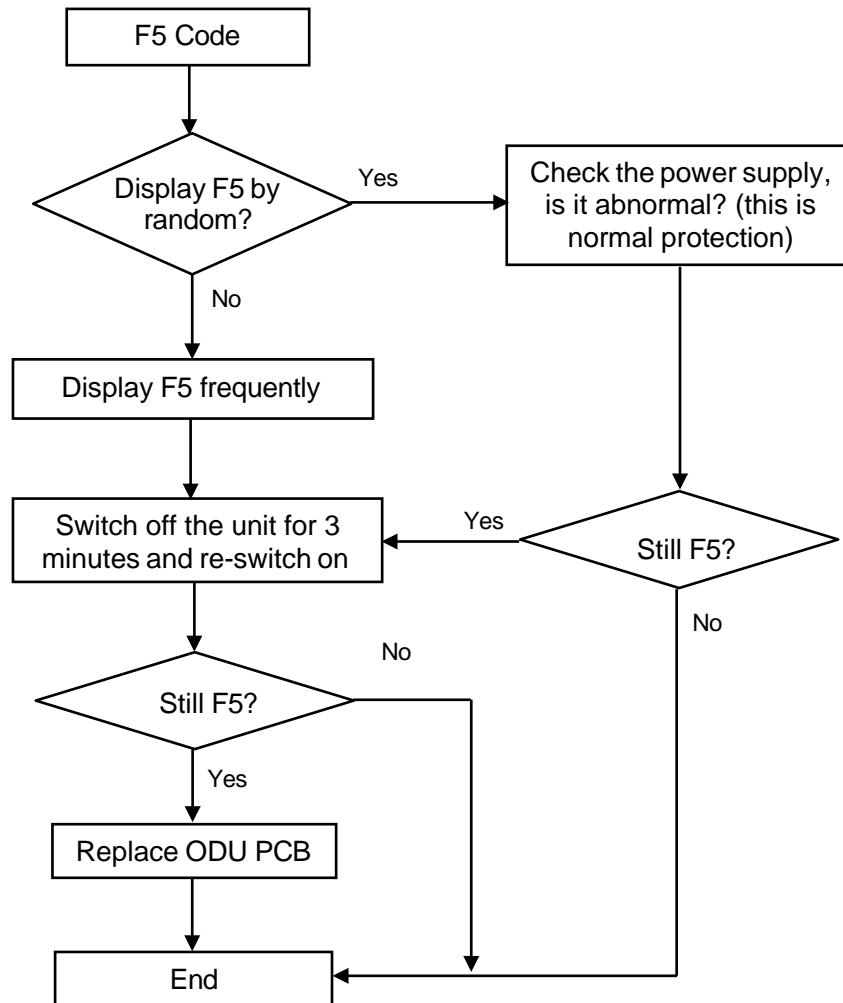 F5 Code
Display F5 by
random?
Yes
Check the power supply,
is it abnormal? (this is
normal protection)
No
Display F5 frequently
Switch off the unit for 3
minutes and re-switch on
Yes
Still F5?
No
No
Still F5?
Yes
Replace ODU PCB
End